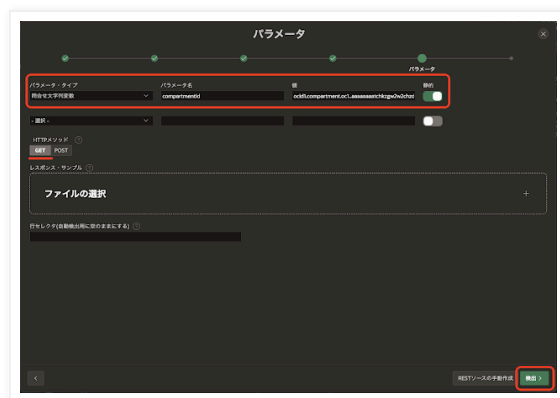 パラメータ
パラメータ
パラメータ・タイプ
パラメータ名
値
静的
問合せ文字列変数
compartmentId
- 選択 -
HTTPメソッド
GET POST
レスポンス・サンプル
ファイルの選択
行セレクタ(自動検出用に空のままにする)
RESTソースの手動作成
検出